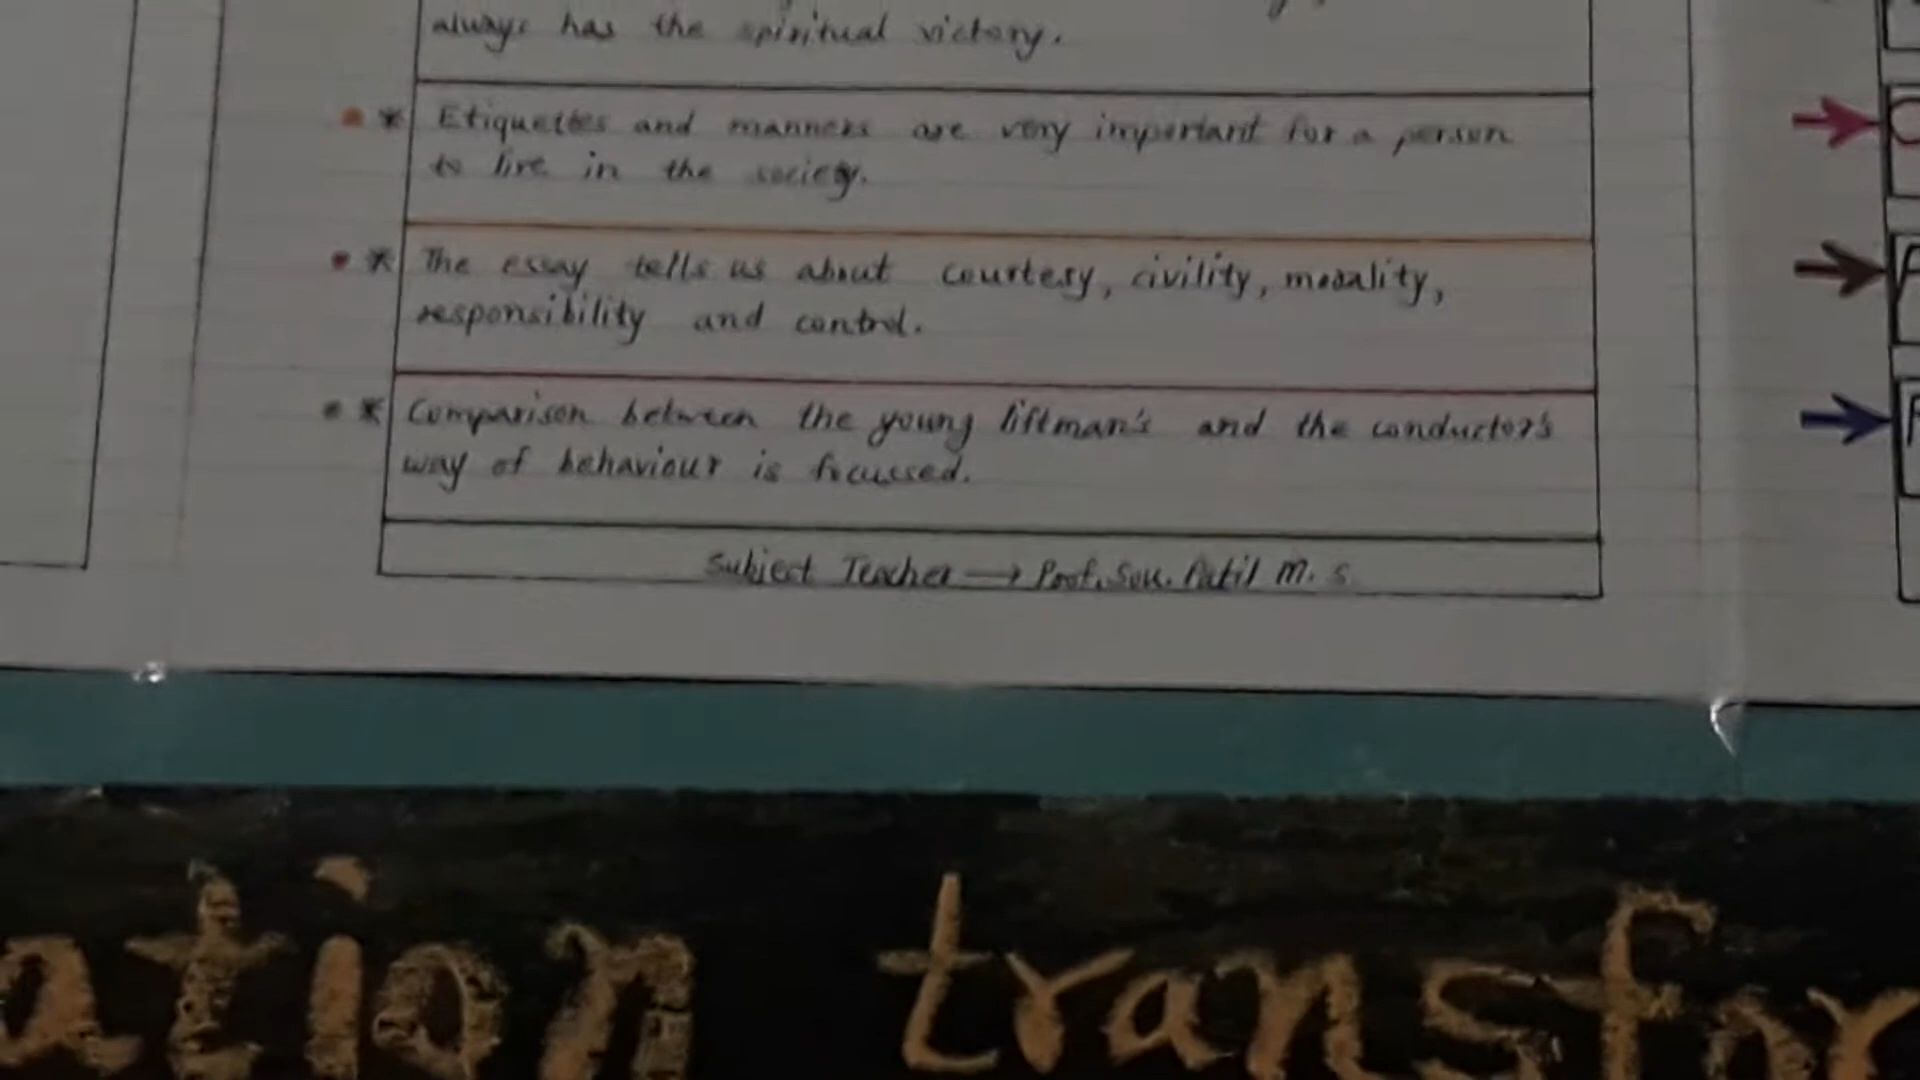 always has the spiritual victory.
* Etiquettes and manners are very important for a person
to live in the society.
* The essay tells us about courtesy, civility, morality,
responsibility and control.
* Comparison between the young liftman's and the conductor's
way of behaviour is focussed.
Subject Teacher → Prof. Sou. Patil M. S.
ation transfor